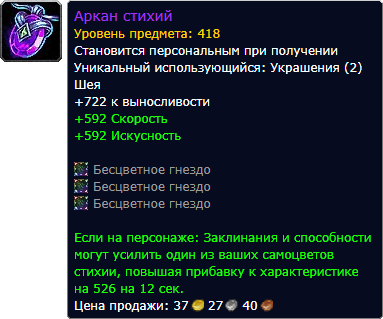 Аркан стихий
Уровень предмета: 418
Становится персональным при получении
Уникальный использующийся: Украшения (2)
Шея
+722 к выносливости
+592 Скорость
+592 Искусность
Бесцветное гнездо
Бесцветное гнездо
Бесцветное гнездо
Если на персонаже: Заклинания и способности
могут усилить один из ваших самоцветов
стихии, повышая прибавку к характеристике
на 526 на 12 сек.
Цена продажи: 37 27 40